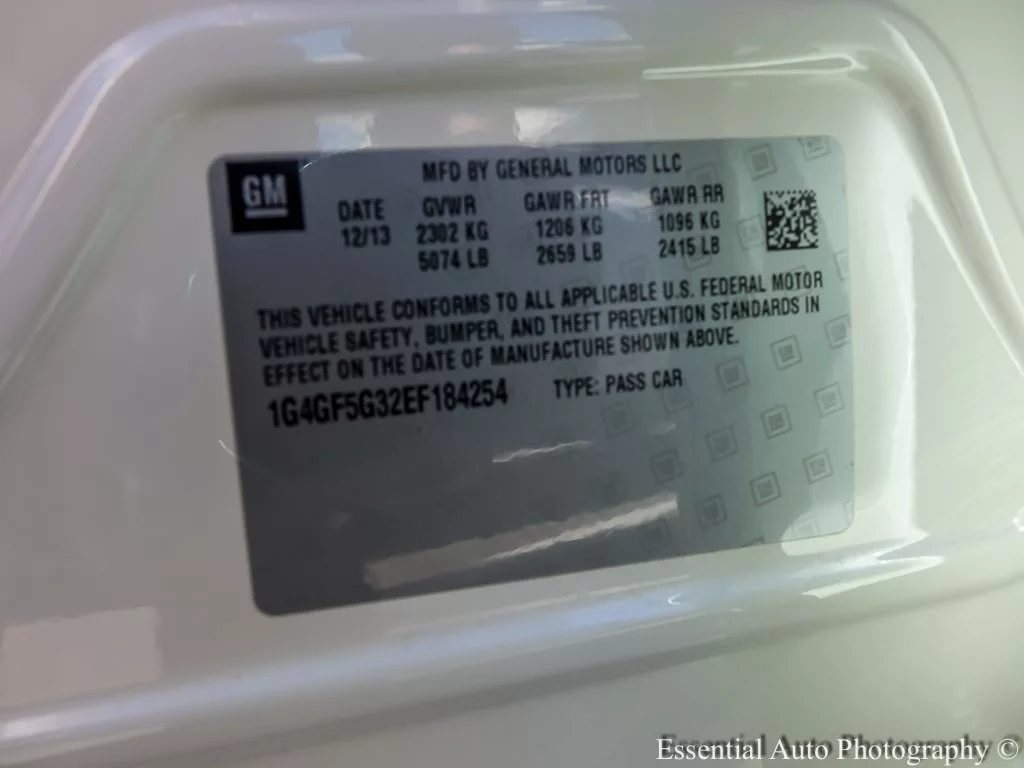 GM
MFD BY GENERAL MOTORS LLC
DATE GVWR GAWR FRT GAWR RR
12/13 2302 KG 1206 KG 1096 KG
5074 LB 2659 LB 2415 LB
THIS VEHICLE CONFORMS TO ALL APPLICABLE U.S. FEDERAL MOTOR
VEHICLE SAFETY, BUMPER, AND THEFT PREVENTION STANDARDS IN
EFFECT ON THE DATE OF MANUFACTURE SHOWN ABOVE.
1G4GF5G32EF184254 TYPE: PASS CAR
Essential Auto Photography ©